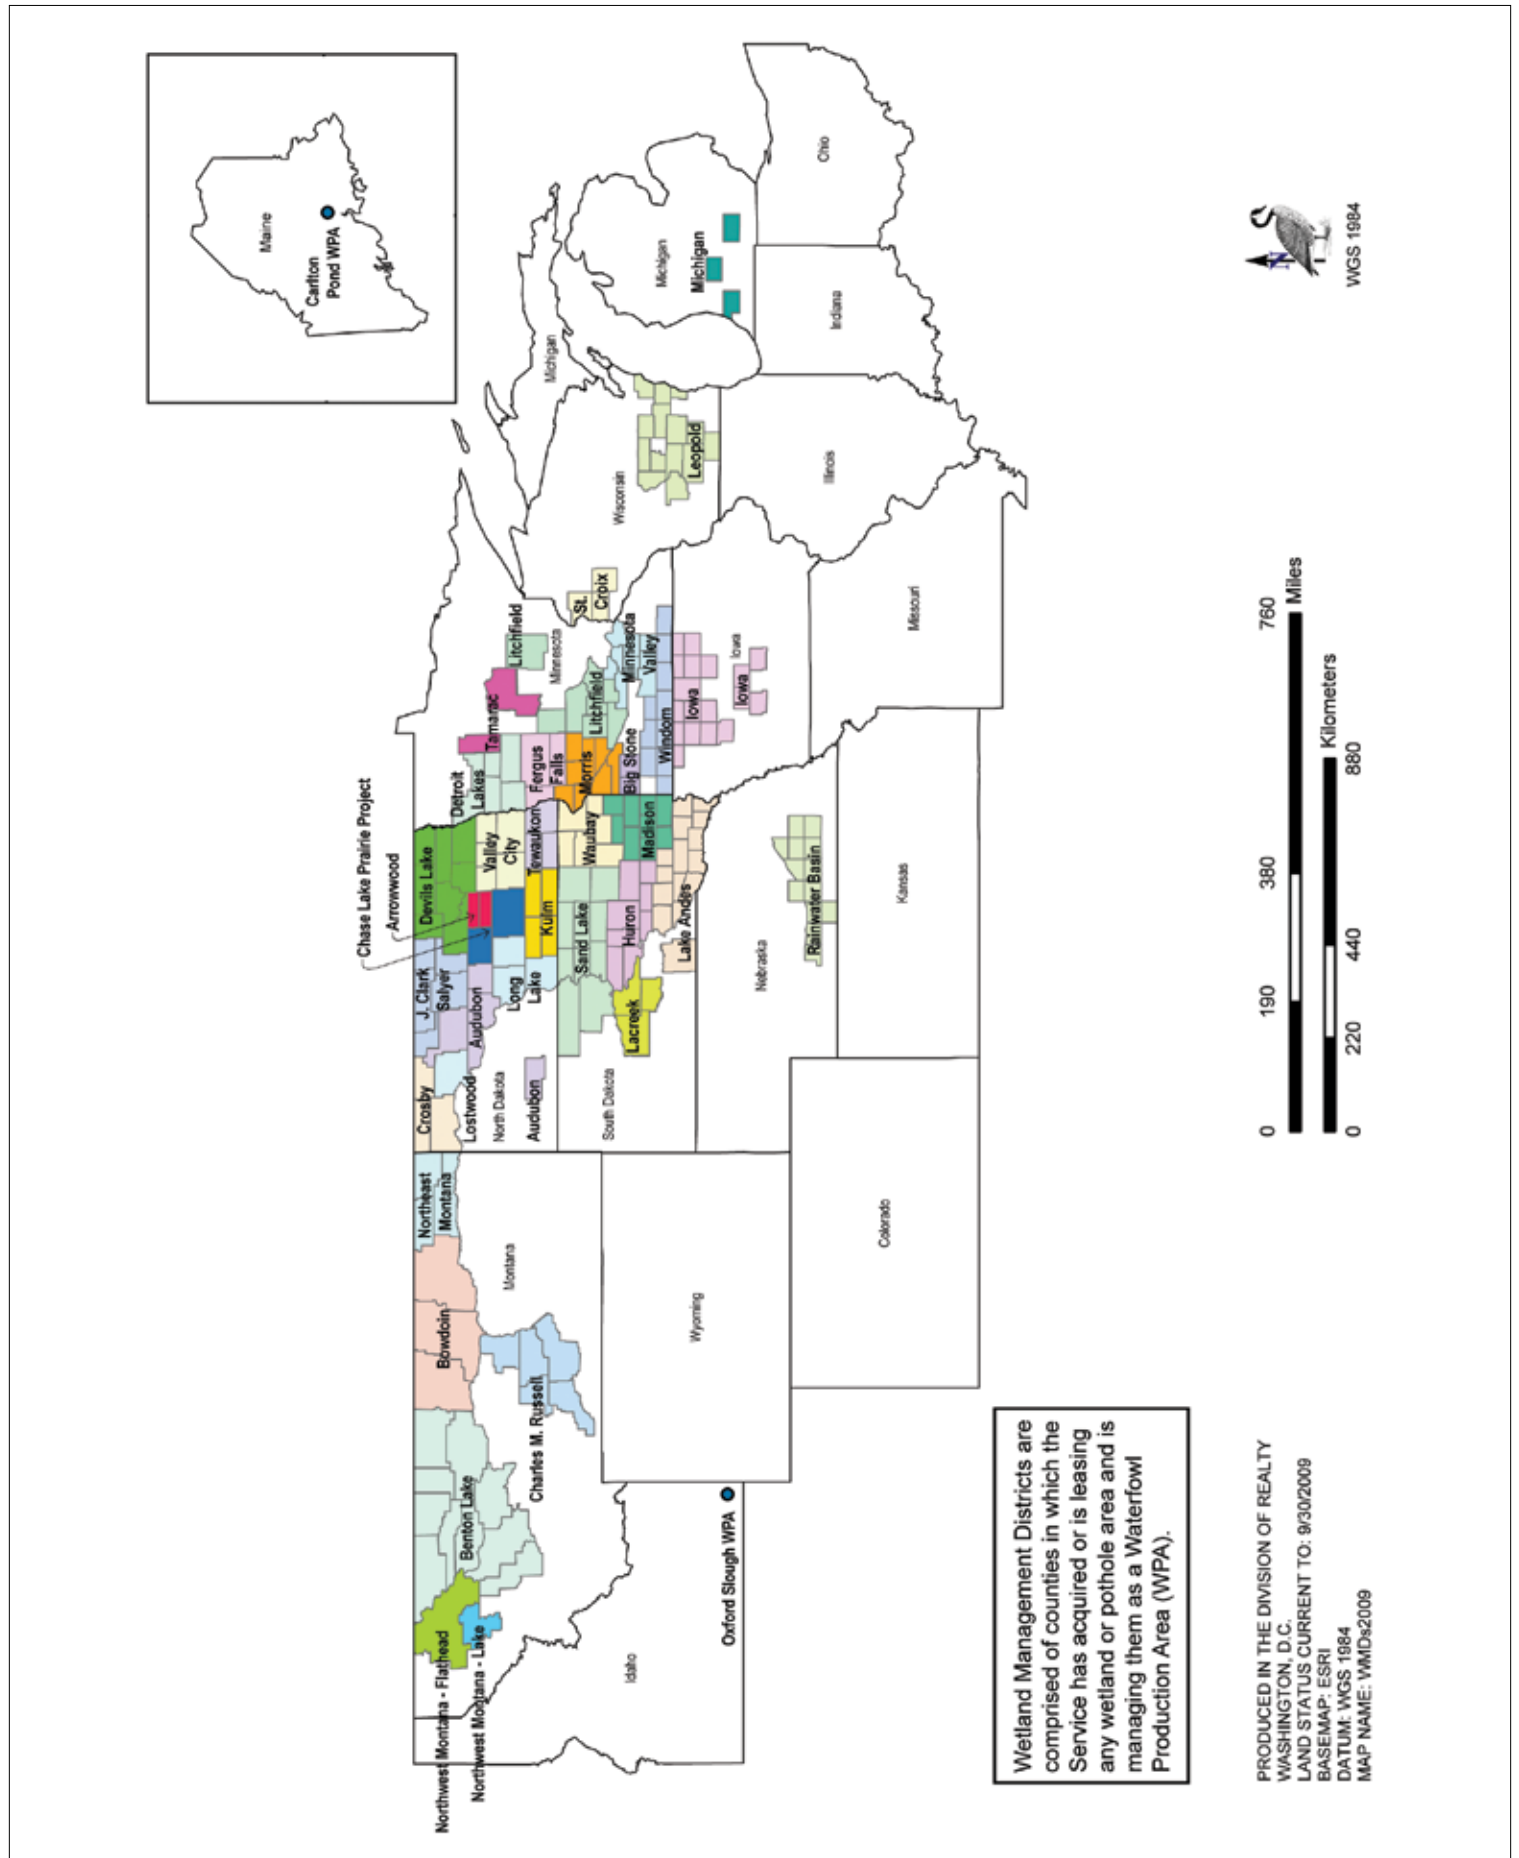 Maine
Carlton
Pond WPA
Chase Lake Prairie Project
Arrowwood
Northwest Montana - Flathead
Northwest Montana - Lake
Benton Lake
Bowdoin
Charles M. Russell
Northeast
Montana
Montana
Idaho
Oxford Slough WPA
Wyoming
Colorado
Crosby
Lostwood
North Dakota
Audubon
J. Clark
Salyer
Audubon
Long
Lake
Devils Lake
Valley
City
Kulm
Tewaukon
South Dakota
Sand Lake
Waubay
Lacreek
Huron
Madison
Lake Andes
Nebraska
Rainwater Basin
Kansas
Detroit
Lakes
Tamarac
Fergus
Falls
Morris
Big Stone
Litchfield
Minnesota
Litchfield
Minnesota
Valley
Windom
St.
Croix
Iowa
Iowa
Iowa
Missouri
Wisconsin
Leopold
Illinois
Michigan
Michigan
Michigan
Indiana
Ohio
Wetland Management Districts are
comprised of counties in which the
Service has acquired or is leasing
any wetland or pothole area and is
managing them as a Waterfowl
Production Area (WPA).
PRODUCED IN THE DIVISION OF REALTY
WASHINGTON, D.C.
LAND STATUS CURRENT TO: 9/30/2009
BASEMAP: ESRI
DATUM: WGS 1984
MAP NAME: WMDs2009
0 190 380 760
Miles
Kilometers
0 220 440 880
N
WGS 1984